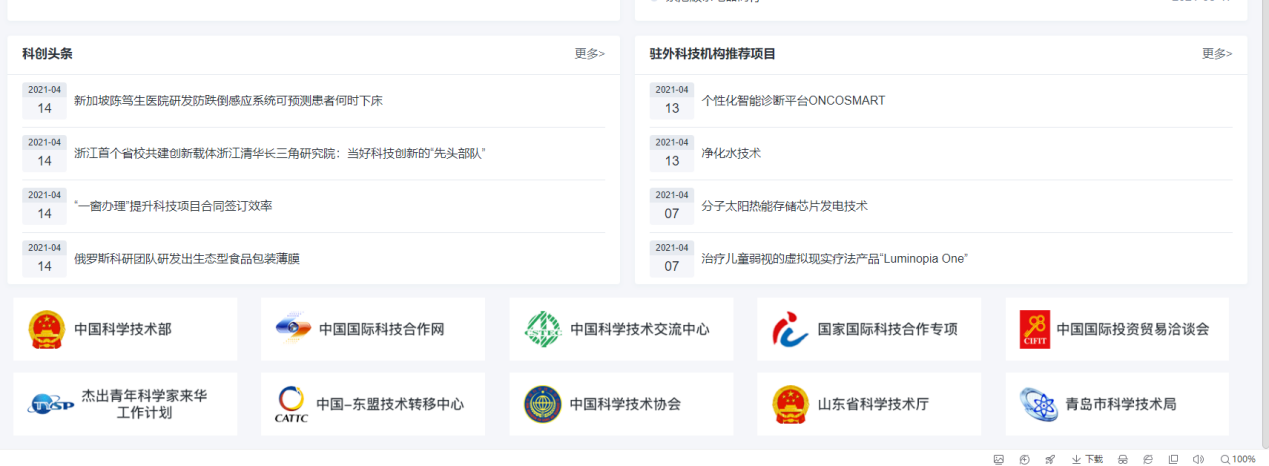 科创头条
更多>
2021-04
14
新加坡陈笃生医院研发防跌倒感应系统可预测患者何时下床
2021-04
14
浙江首个省校共建创新载体浙江清华长三角研究院：当好科技创新的“先头部队”
2021-04
14
“一窗办理”提升科技项目合同签订效率
2021-04
14
俄罗斯科研团队研发出生态型食品包装薄膜
驻外科技机构推荐项目
更多>
2021-04
13
个性化智能诊断平台ONCOSMART
2021-04
13
净化水技术
2021-04
07
分子太阳热能存储芯片发电技术
2021-04
07
治疗儿童弱视的虚拟现实疗法产品“Luminopia One”
中国科学技术部
中国国际科技合作网
CSTEC
中国科学技术交流中心
国家国际科技合作专项
CIFIT
中国国际投资贸易洽谈会
TYSP
杰出青年科学家来华
工作计划
CATTC
中国-东盟技术转移中心
中国科学技术协会
山东省科学技术厅
青岛市科学技术局
下载
100%